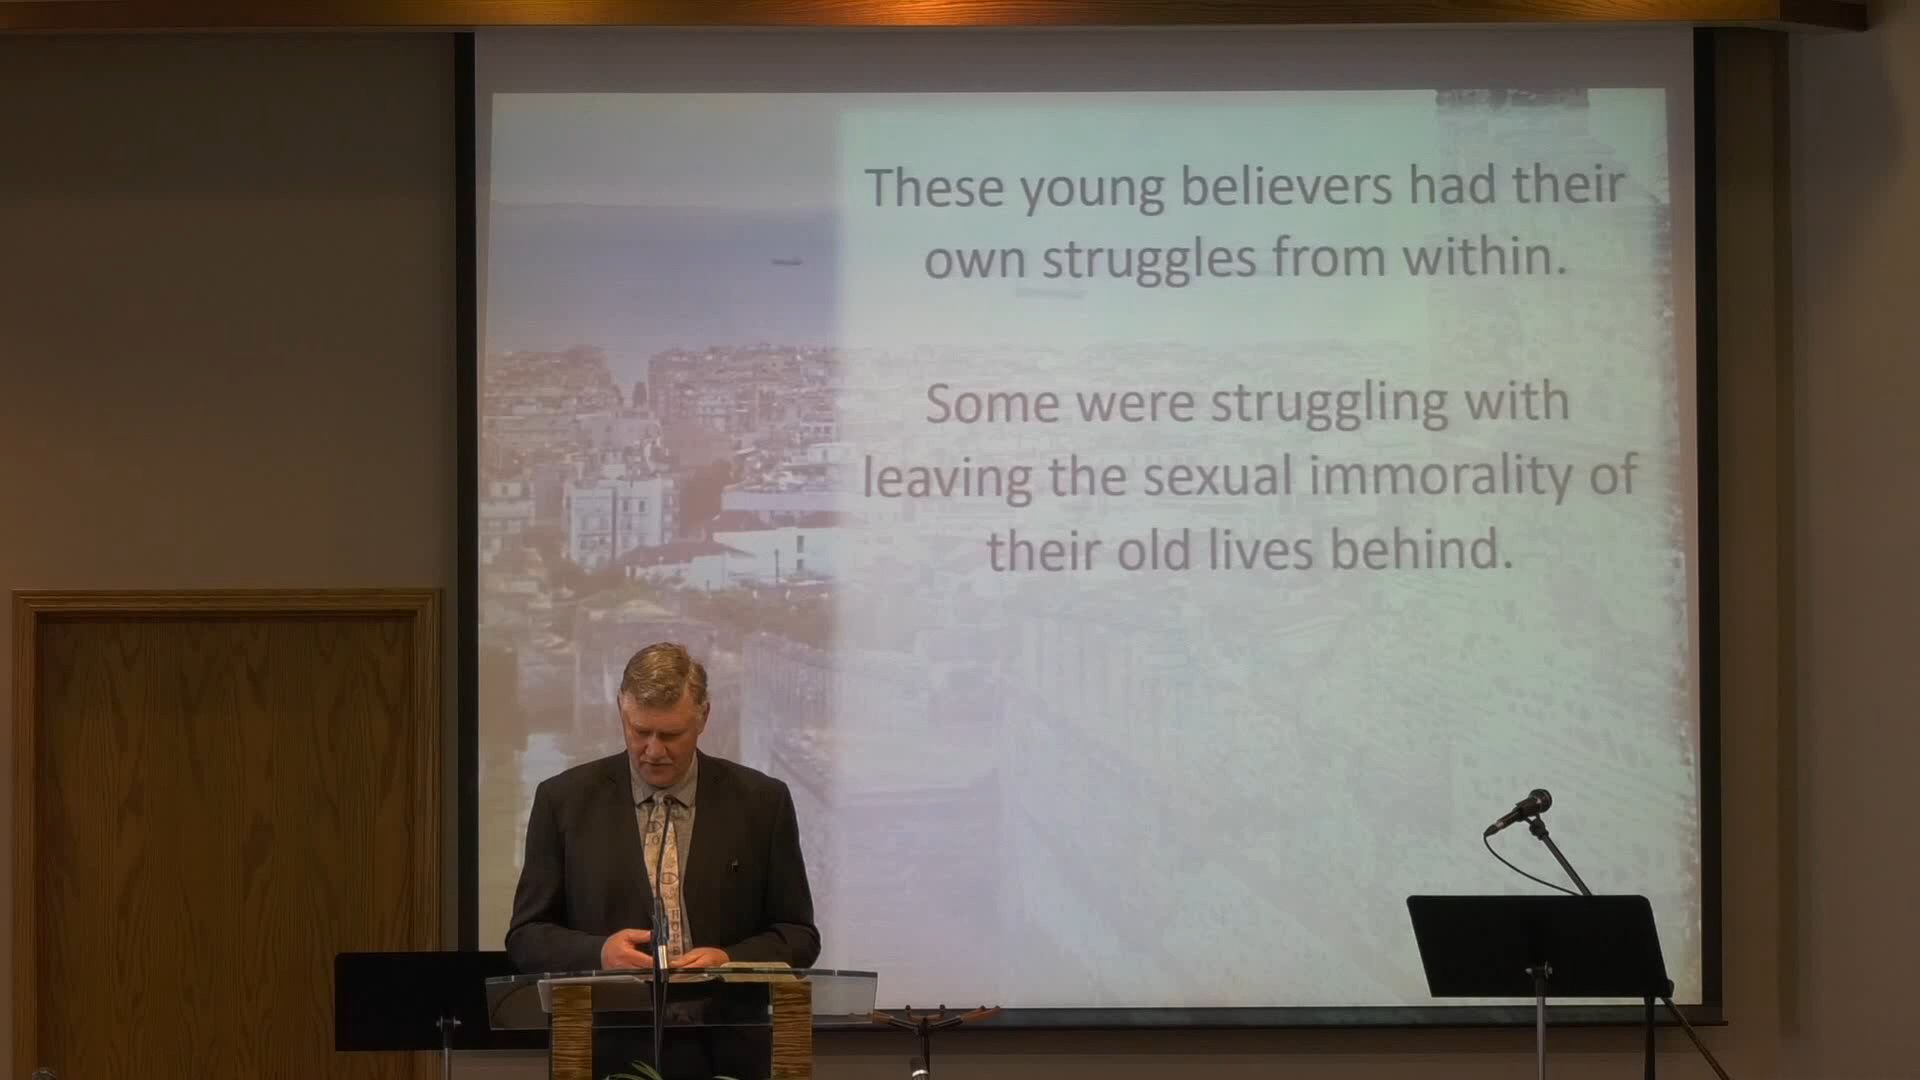 These young believers had their
own struggles from within.
Some were struggling with
leaving the sexual immorality of
their old lives behind.
HOPE